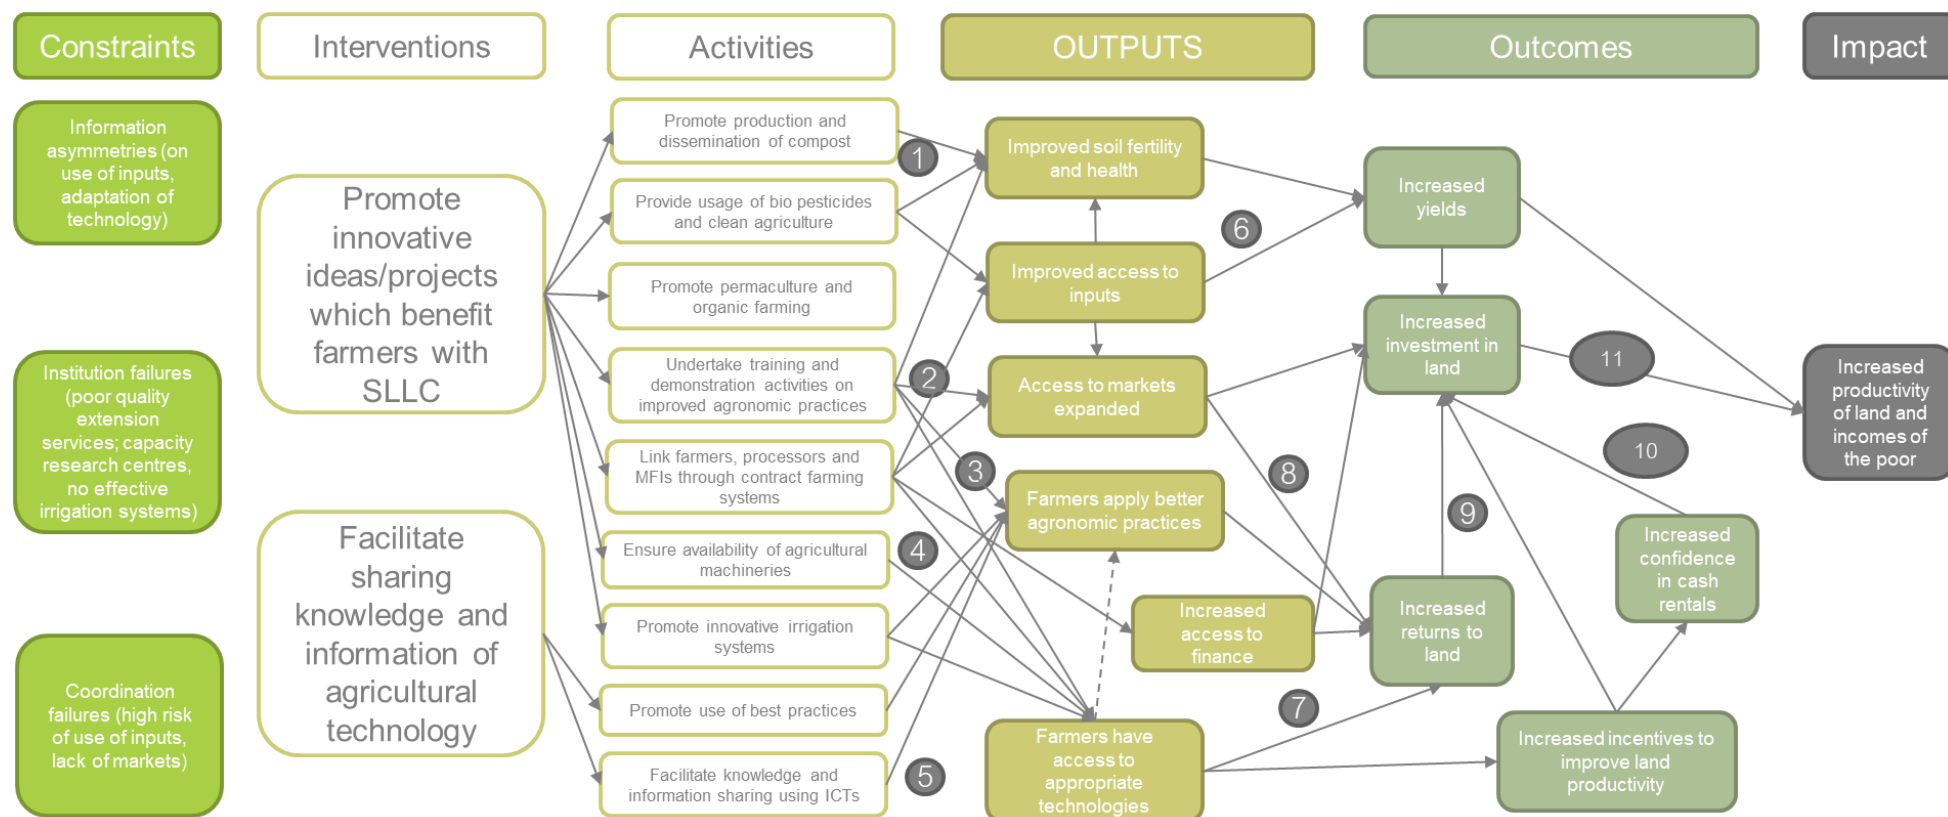 Constraints
Interventions
Activities
OUTPUTS
Outcomes
Impact
Information
asymmetries (on
use of inputs,
adaptation of
technology)
Institution failures
(poor quality
extension
services; capacity
research centres,
no effective
irrigation systems)
Coordination
failures (high risk
of use of inputs,
lack of markets)
Promote
innovative
ideas/projects
which benefit
farmers with
SLLC
Facilitate
sharing
knowledge and
information of
agricultural
technology
Promote production and
dissemination of compost
Provide usage of bio pesticides
and clean agriculture
Promote permaculture and
organic farming
Undertake training and
demonstration activities on
improved agronomic practices
Link farmers, processors and
MFIs through contract farming
systems
Ensure availability of agricultural
machineries
Promote innovative irrigation
systems
Promote use of best practices
Facilitate knowledge and
information sharing using ICTs
1
2
3
4
5
Improved soil fertility
and health
Improved access to
inputs
Access to markets
expanded
Farmers apply better
agronomic practices
Increased
access to
finance
Farmers have
access to
appropriate
technologies
6
8
7
9
10
11
Increased
yields
Increased
investment in
land
Increased
returns to
land
Increased
confidence
in cash
rentals
Increased incentives to
improve land
productivity
Increased
productivity
of land and
incomes of
the poor